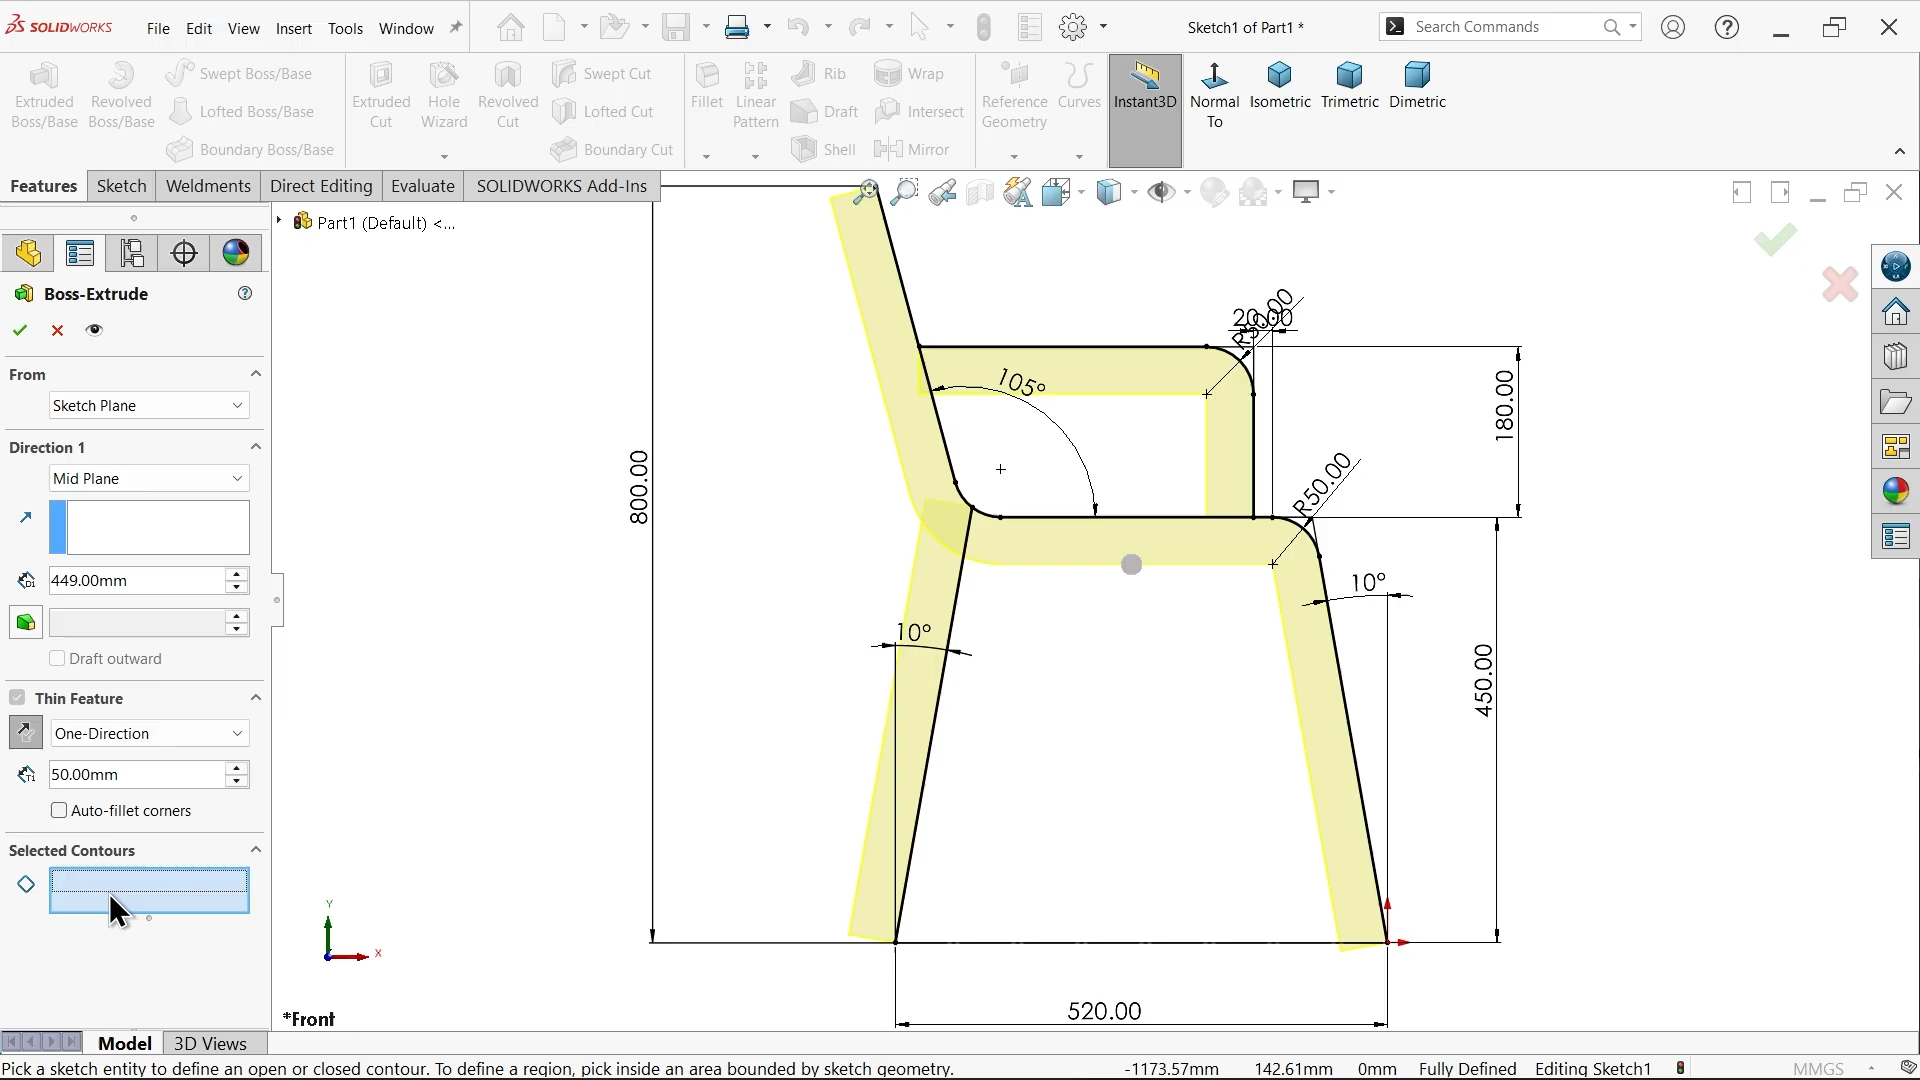 SOLIDWORKS
File Edit View Insert Tools Window
Sketch1 of Part1 *
Search Commands
Extruded Boss/Base
Revolved Boss/Base
Swept Boss/Base
Lofted Boss/Base
Boundary Boss/Base
Extruded Cut
Hole Wizard
Revolved Cut
Swept Cut
Lofted Cut
Boundary Cut
Fillet
Linear Pattern
Rib
Draft
Shell
Wrap
Intersect
Mirror
Reference Geometry
Curves
Instant3D
Normal To
Isometric
Trimetric
Dimetric
Features Sketch Weldments Direct Editing Evaluate SOLIDWORKS Add-Ins
Part1 (Default) <...
Boss-Extrude
From
Sketch Plane
Direction 1
Mid Plane
449.00mm
Draft outward
Thin Feature
One-Direction
50.00mm
Auto-fillet corners
Selected Contours
20.00
R50.00
105°
180.00
800.00
R50.00
10°
10°
450.00
520.00
Y
X
*Front
Model 3D Views
Pick a sketch entity to define an open or closed contour. To define a region, pick inside an area bounded by sketch geometry.
-1173.57mm 142.61mm 0mm Fully Defined Editing Sketch1 MMGS